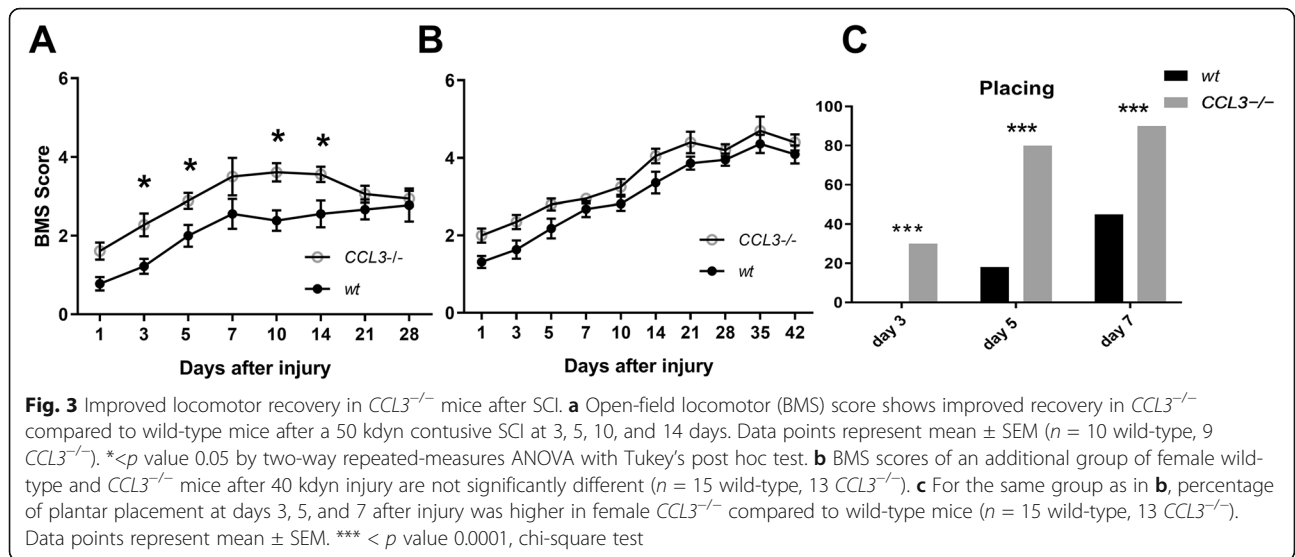 A
B
C
6
4
2
0
BMS Score
* * * *
CCL3-/-
wt
1 3 5 7 10 14 21 28
Days after injury
6
4
2
0
CCL3-/-
wt
1 3 5 7 10 14 21 28 35 42
Days after injury
wt
CCL3−/−
Placing
100
80
60
40
20
0
*** *** ***
day 3 day 5 day 7
Fig. 3 Improved locomotor recovery in CCL3−/− mice after SCI. a Open-field locomotor (BMS) score shows improved recovery in CCL3−/−
compared to wild-type mice after a 50 kdyn contusive SCI at 3, 5, 10, and 14 days. Data points represent mean ± SEM (n = 10 wild-type, 9
CCL3−/−). *<p value 0.05 by two-way repeated-measures ANOVA with Tukey's post hoc test. b BMS scores of an additional group of female wild-
type and CCL3−/− mice after 40 kdyn injury are not significantly different (n = 15 wild-type, 13 CCL3−/−). c For the same group as in b, percentage
of plantar placement at days 3, 5, and 7 after injury was higher in female CCL3−/− compared to wild-type mice (n = 15 wild-type, 13 CCL3−/−).
Data points represent mean ± SEM. *** < p value 0.0001, chi-square test